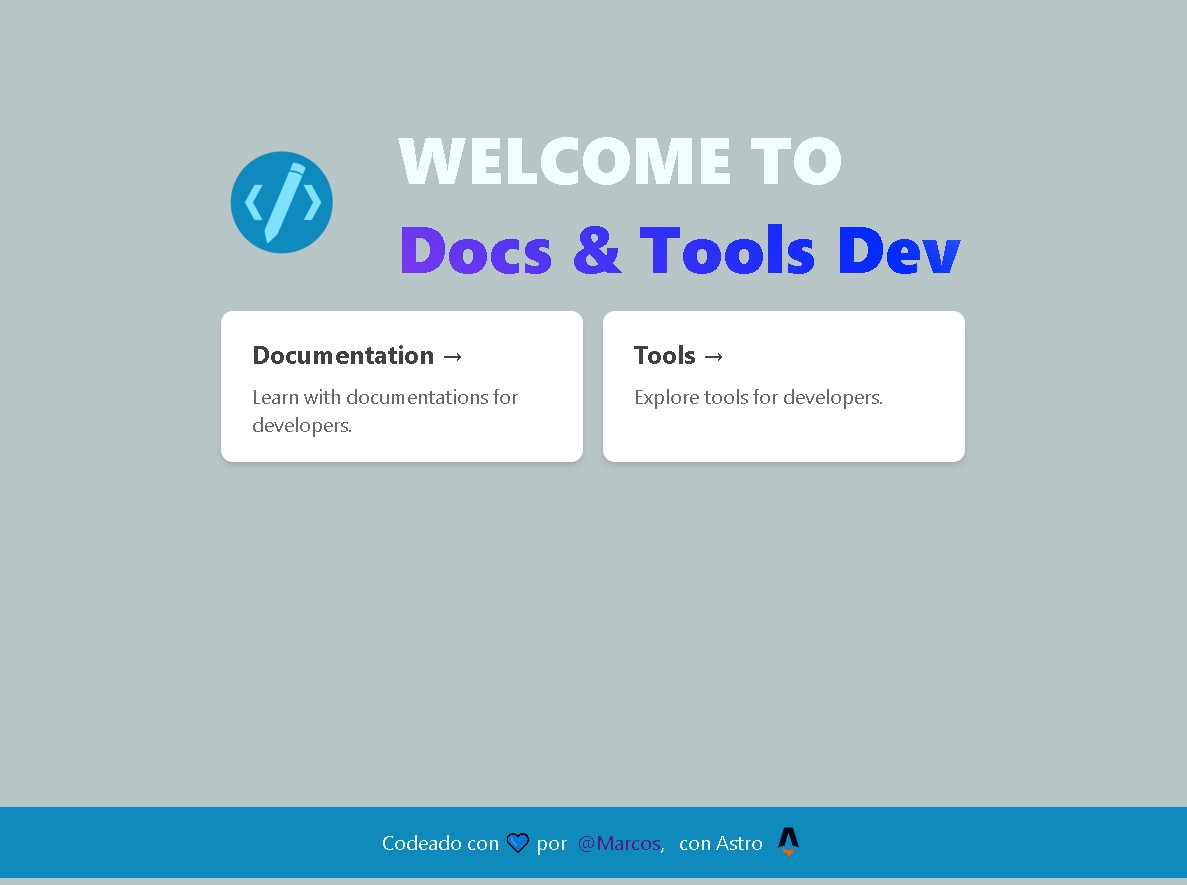 WELCOME TO
Docs & Tools Dev
Documentation →
Learn with documentations for
developers.
Tools →
Explore tools for developers.
Codeado con 💙 por @Marcos, con Astro